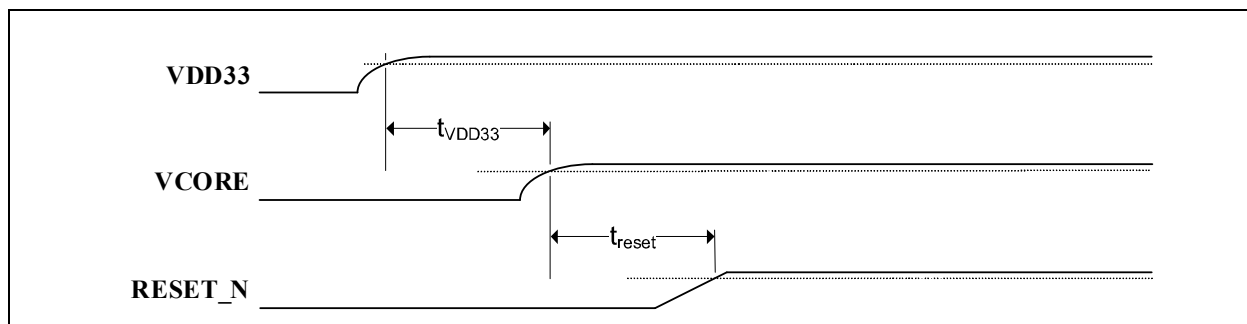 VDD33
tVDD33
VCORE
treset
RESET_N